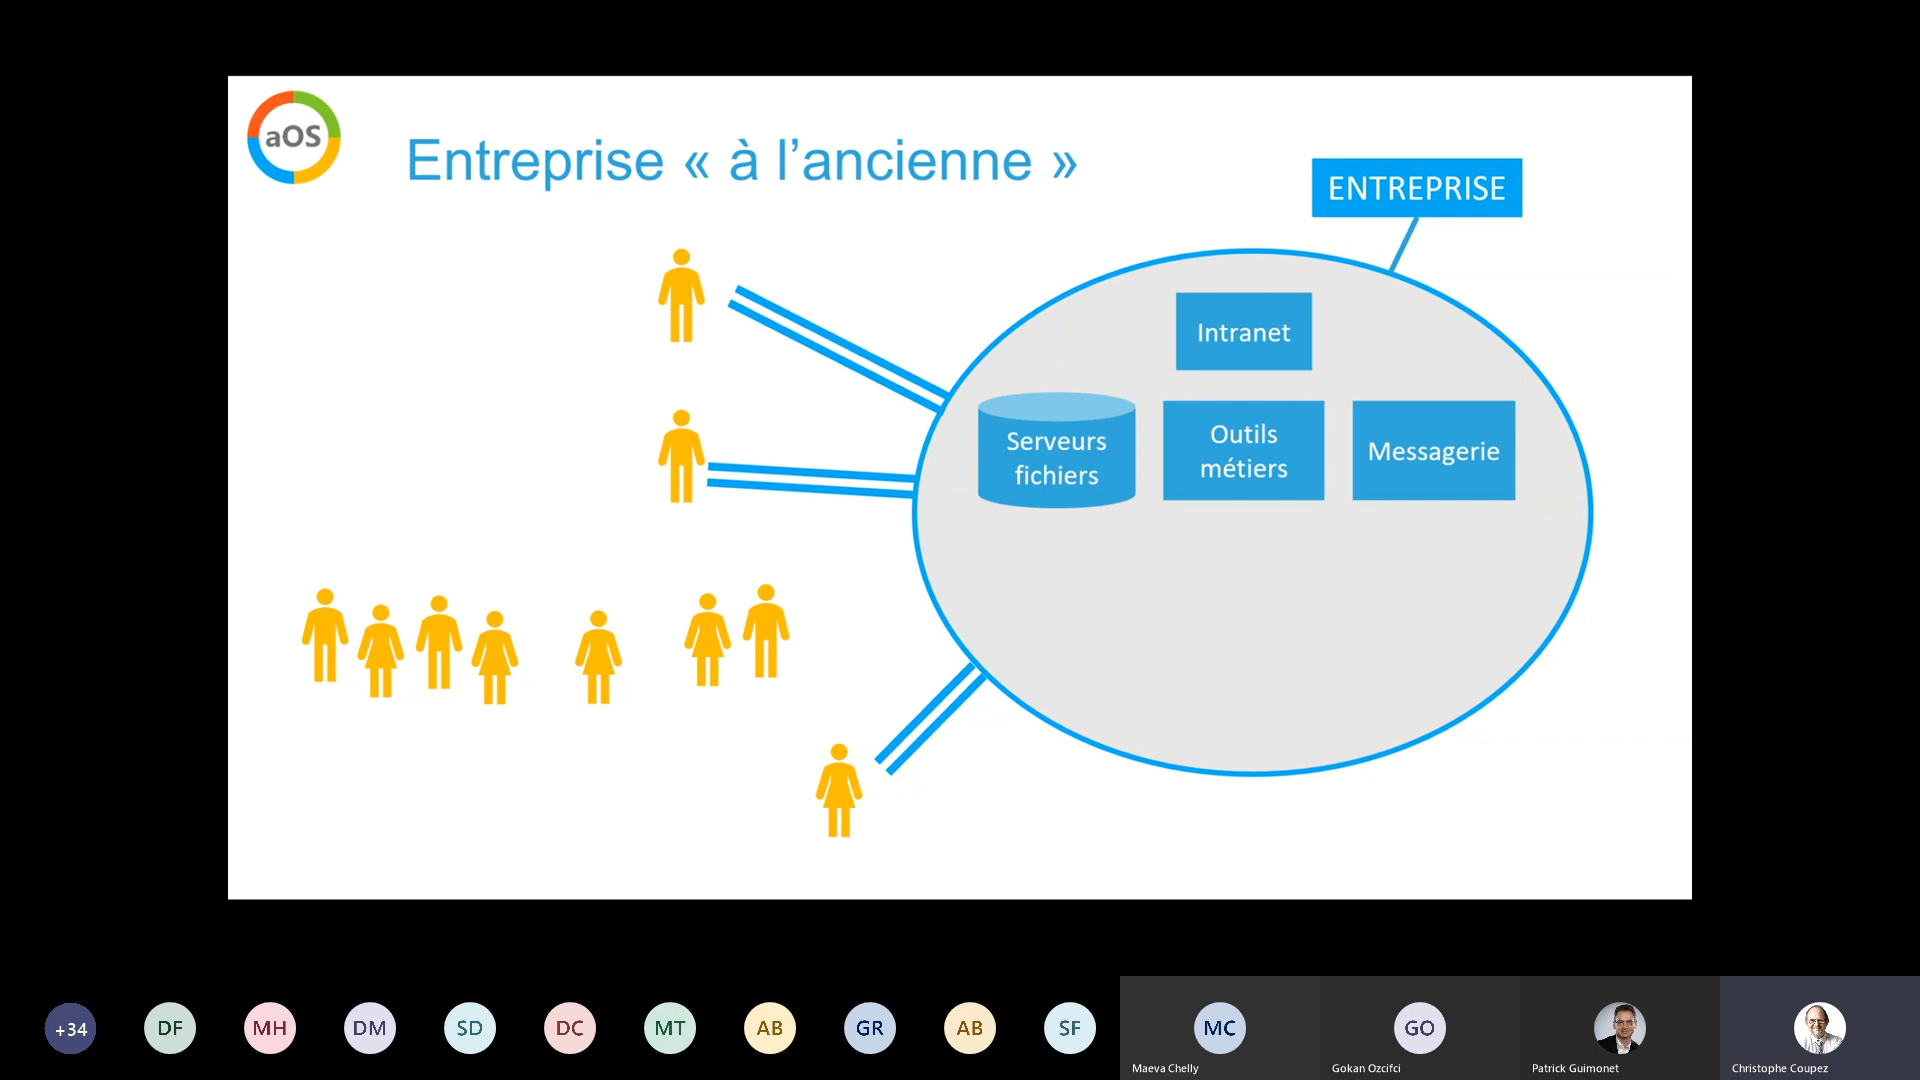 aOS
Entreprise « à l’ancienne »
ENTREPRISE
Intranet
Serveurs
fichiers
Outils
métiers
Messagerie
+34
DF
MH
DM
SD
DC
MT
AB
GR
AB
SF
MC
GO
Maeva Chelly
Gokan Ozcifci
Patrick Guimonet
Christophe Coupez